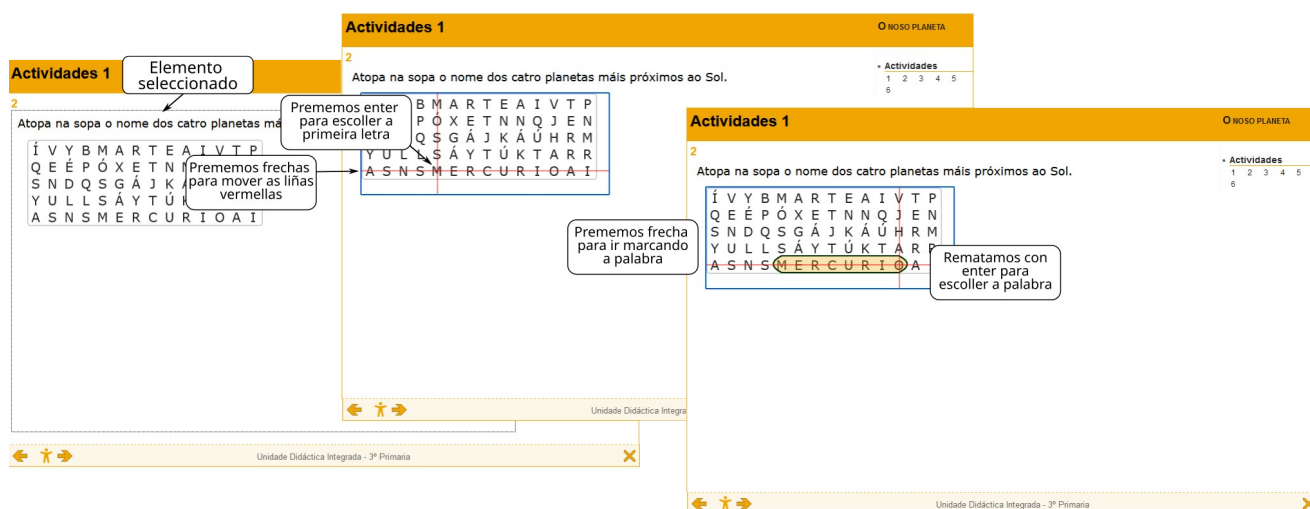 Actividades 1
Elemento
seleccionado
2
Atopa na sopa o nome dos catro planetas
Í V Y B M A R T E A I V T P
Q E É P Ó X E T N
S N D Q S G Á J K
Y U L L S Á Y T Ú
A S N S M E R C U R I O A I
Prememos frechas
para mover as liñas
vermellas
Unidade Didáctica Integrada - 3º Primaria
Actividades 1
O NOSO PLANETA
2
Atopa na sopa o nome dos catro planetas máis próximos ao Sol.
Actividades
1 2 3 4 5
6
Prememos enter
para escoller a
primeira letra
B M A R T E A I V T P
P Ó X E T N N Q J E N
Q S G Á J K Á Ú H R M
Y U L L S Á Y T Ú K T A R R
A S N S M E R C U R I O A I
Unidade Didáctica Integra
Actividades 1
O NOSO PLANETA
2
Atopa na sopa o nome dos catro planetas máis próximos ao Sol.
Actividades
1 2 3 4 5
6
Í V Y B M A R T E A I V T P
Q E É P Ó X E T N N Q J E N
S N D Q S G Á J K Á Ú H R M
Y U L L S Á Y T Ú K T A R R
A S N S M E R C U R I O A
Prememos frecha
para ir marcando
a palabra
Rematamos con
enter para
escoller a palabra
Unidade Didáctica Integrada - 3º Primaria